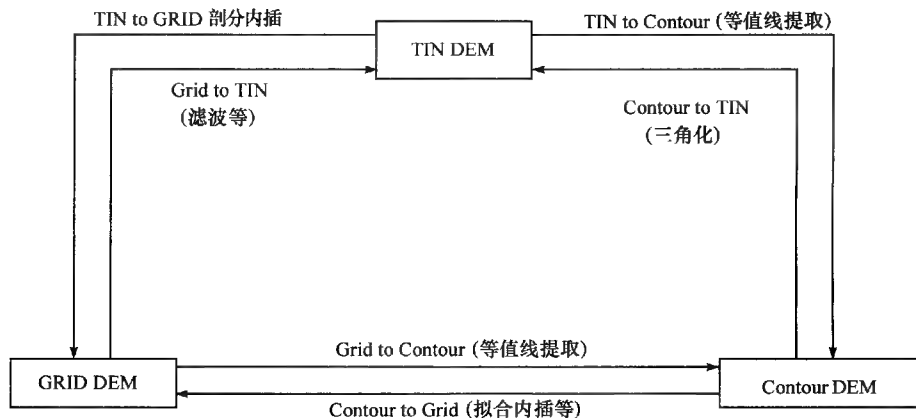 TIN to GRID 剖分内插
TIN to Contour (等值线提取)
TIN DEM
Grid to TIN
(滤波等)
Contour to TIN
(三角化)
Grid to Contour (等值线提取)
GRID DEM
Contour DEM
Contour to Grid (拟合内插等)